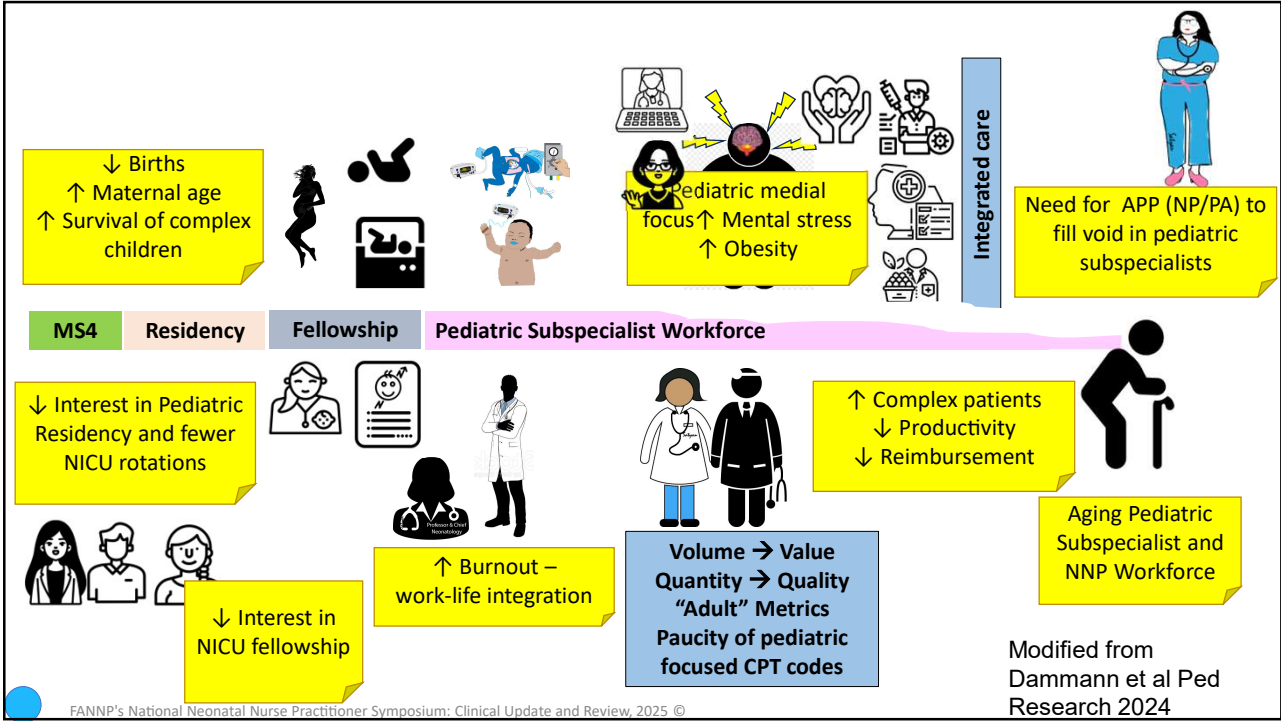 ↓ Births
↑ Maternal age
↑ Survival of complex
children
Pediatric medial
focus↑ Mental stress
↑ Obesity
Integrated care
Need for APP (NP/PA) to
fill void in pediatric
subspecialists
MS4
Residency
Fellowship
Pediatric Subspecialist Workforce
↓ Interest in Pediatric
Residency and fewer
NICU rotations
↓ Interest in
NICU fellowship
Professor & Chief
Neonatology
↑ Burnout –
work-life integration
Volume → Value
Quantity → Quality
“Adult” Metrics
Paucity of pediatric
focused CPT codes
↑ Complex patients
↓ Productivity
↓ Reimbursement
Aging Pediatric
Subspecialist and
NNP Workforce
Modified from
Dammann et al Ped
Research 2024
FANNP's National Neonatal Nurse Practitioner Symposium: Clinical Update and Review, 2025 ©